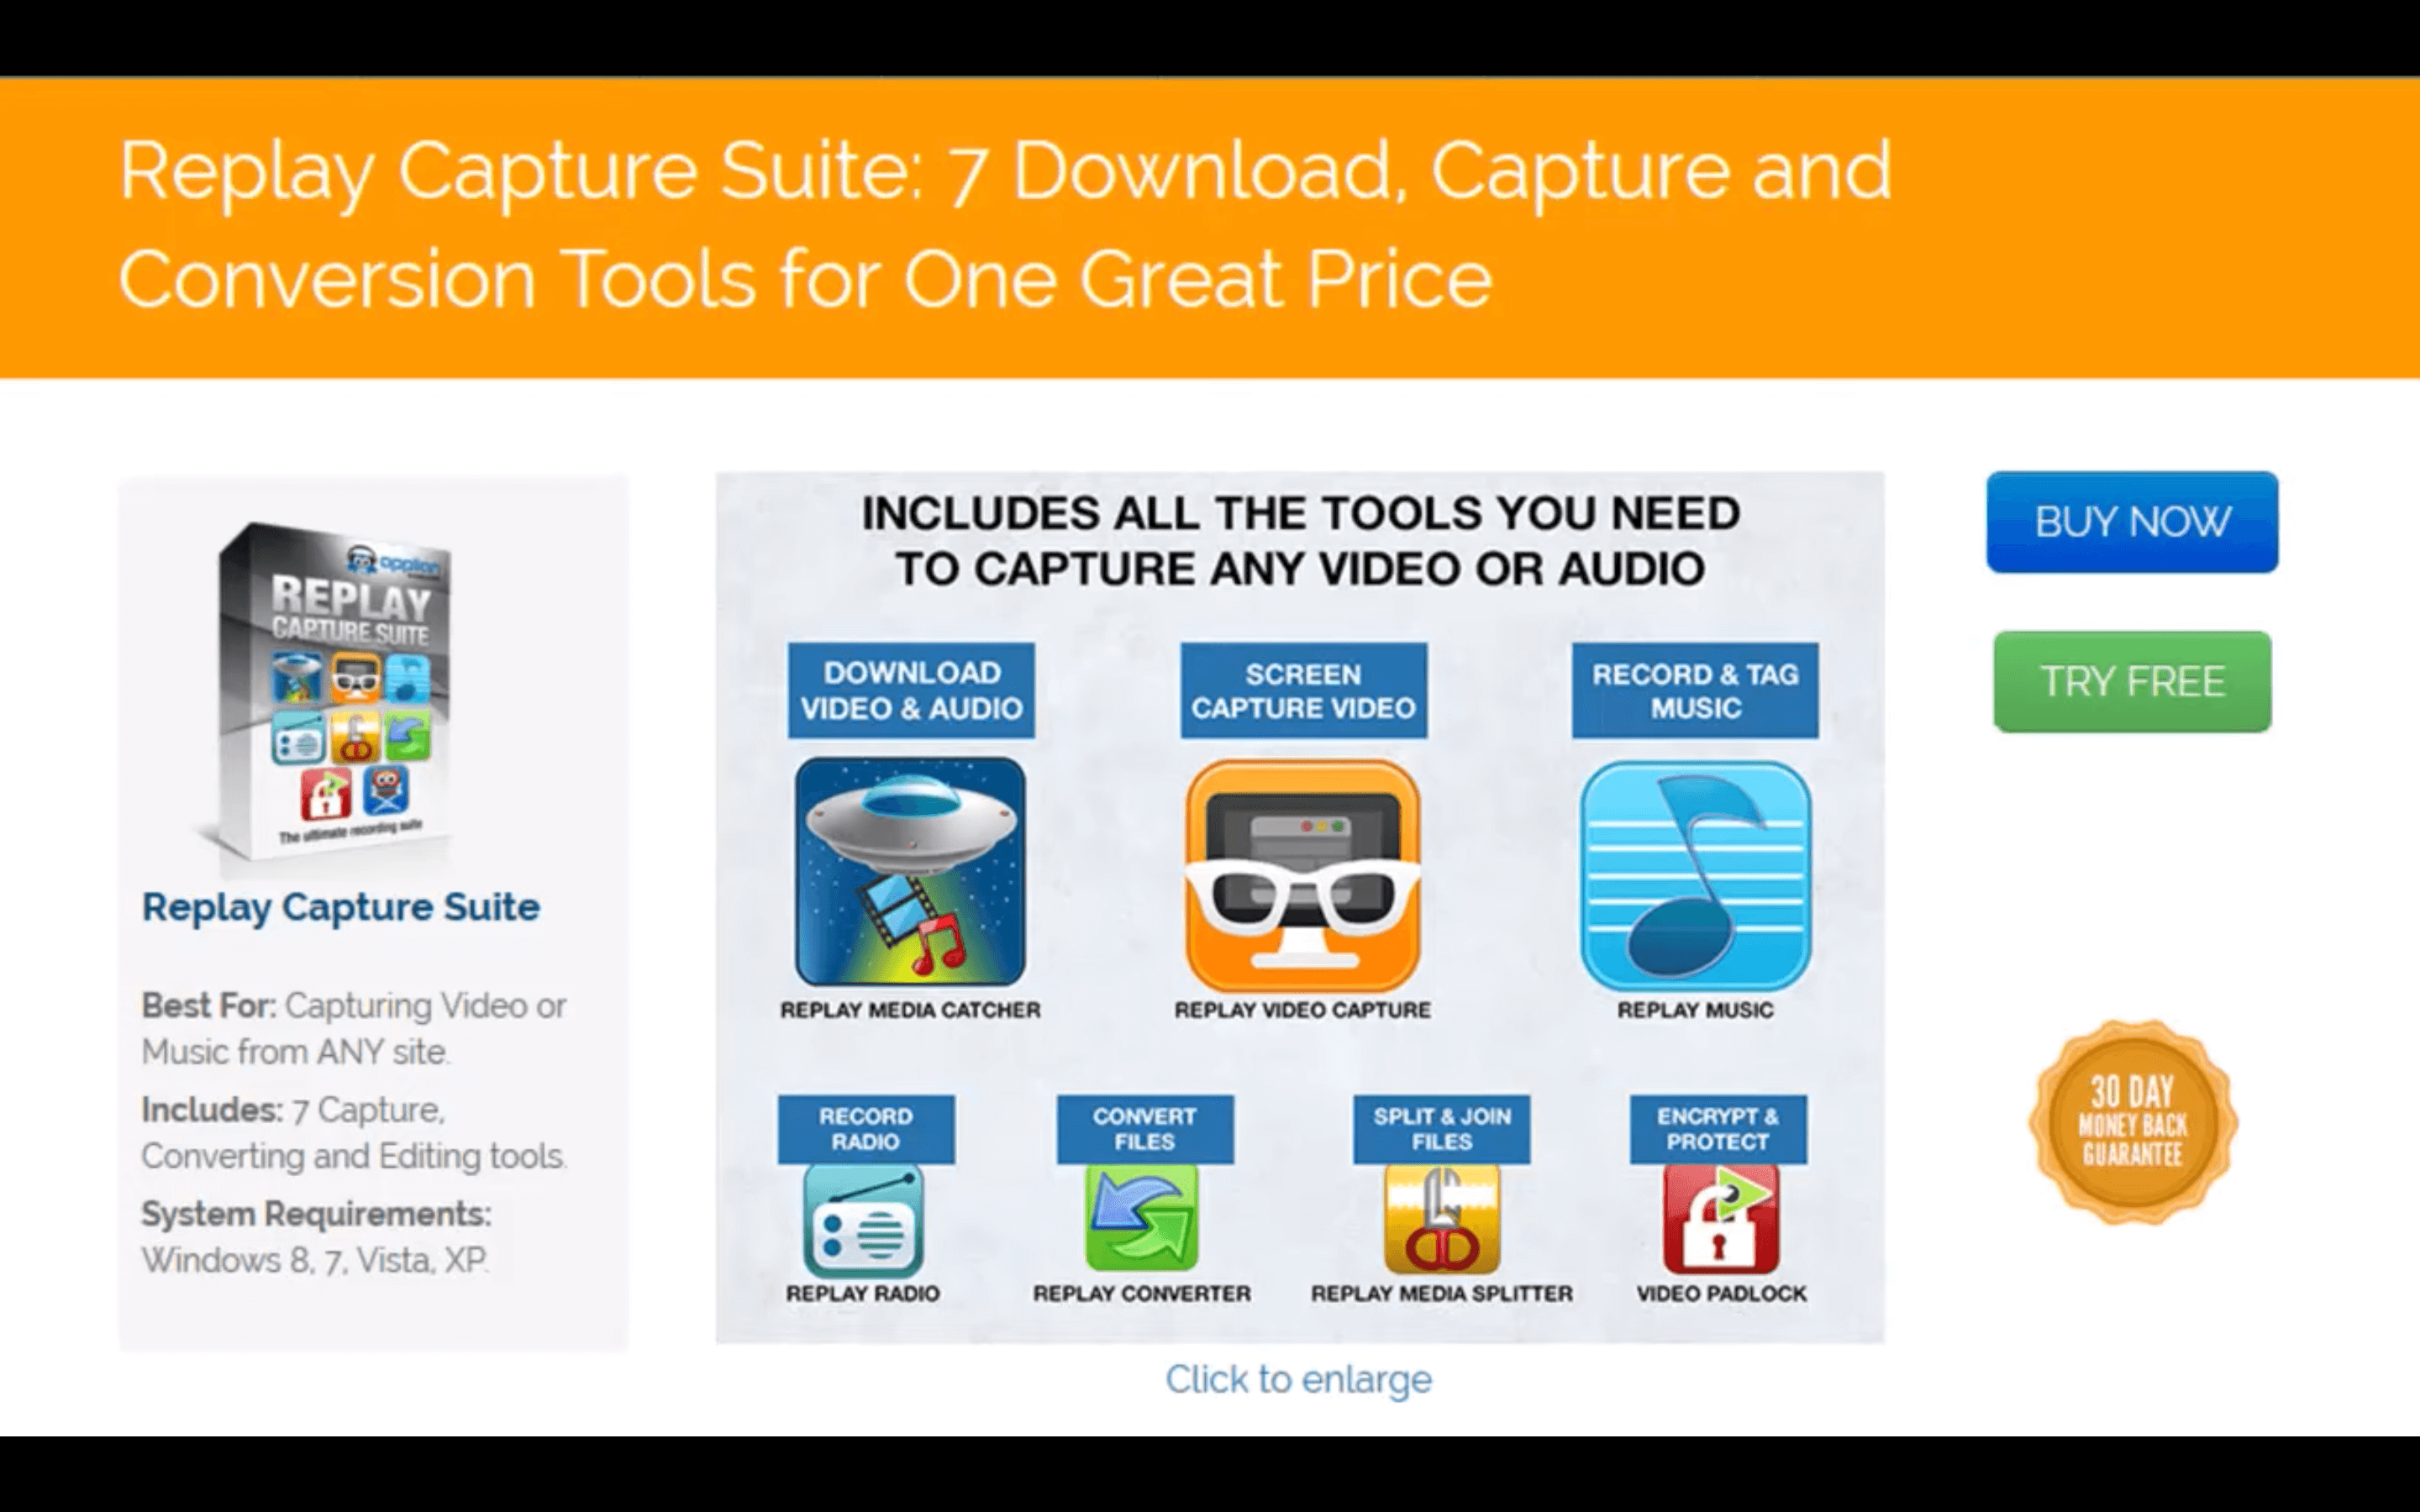 Replay Capture Suite: 7 Download, Capture and
Conversion Tools for One Great Price
applian
REPLAY
CAPTURE SUITE
The ultimate recording suite
Replay Capture Suite
Best For: Capturing Video or
Music from ANY site.
Includes: 7 Capture,
Converting and Editing tools.
System Requirements:
Windows 8, 7, Vista, XP.
INCLUDES ALL THE TOOLS YOU NEED
TO CAPTURE ANY VIDEO OR AUDIO
DOWNLOAD
VIDEO & AUDIO
SCREEN
CAPTURE VIDEO
RECORD & TAG
MUSIC
REPLAY MEDIA CATCHER
REPLAY VIDEO CAPTURE
REPLAY MUSIC
RECORD
RADIO
CONVERT
FILES
SPLIT & JOIN
FILES
ENCRYPT &
PROTECT
REPLAY RADIO
REPLAY CONVERTER
REPLAY MEDIA SPLITTER
VIDEO PADLOCK
Click to enlarge
BUY NOW
TRY FREE
30 DAY
MONEY BACK
GUARANTEE